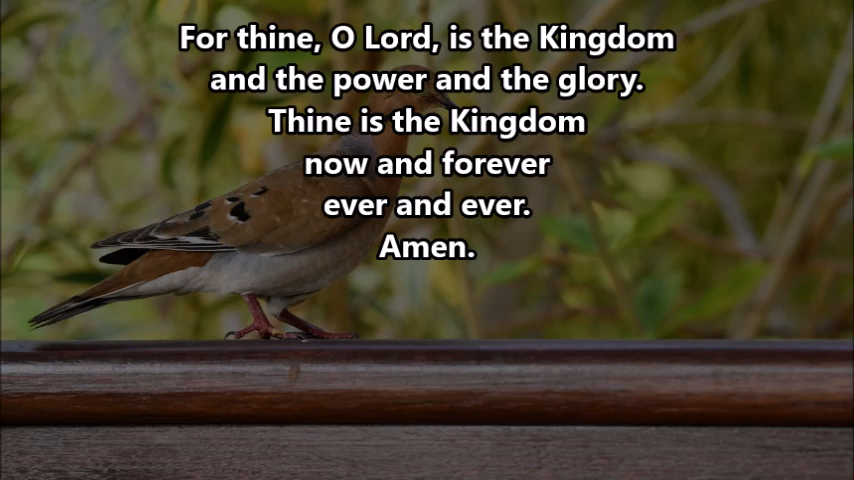 For thine, O Lord, is the Kingdom
and the power and the glory.
Thine is the Kingdom
now and forever
ever and ever.
Amen.